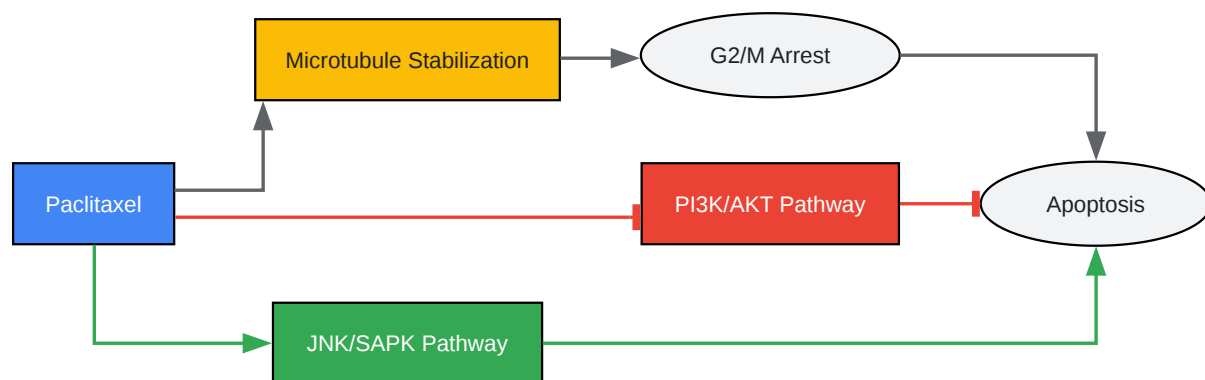 Microtubule Stabilization
G2/M Arrest
Paclitaxel
PI3K/AKT Pathway
Apoptosis
JNK/SAPK Pathway